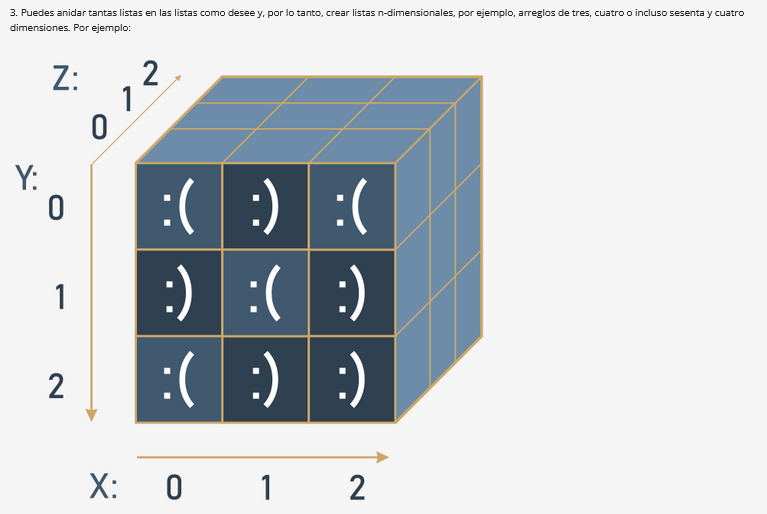 3. Puedes anidar tantas listas en las listas como desee y, por lo tanto, crear listas n-dimensionales, por ejemplo, arreglos de tres, cuatro o incluso sesenta y cuatro
dimensiones. Por ejemplo:
Z: 0 1 2
Y: 0 1 2
:( :) :(
:) :( :)
:( :) :)
X: 0 1 2